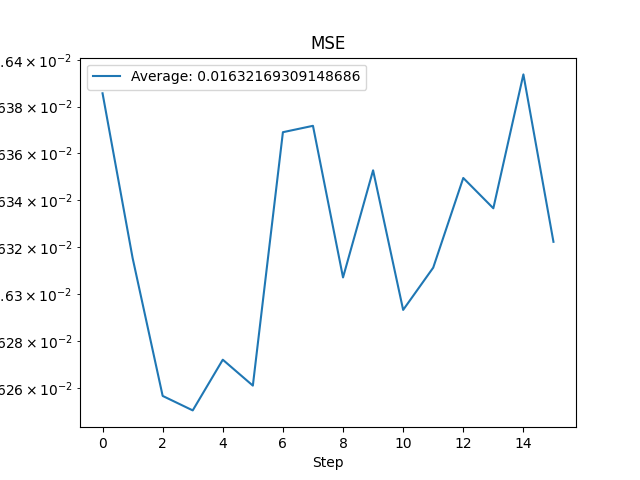 MSE
Average: 0.01632169309148686
.64 × 10⁻²
638 × 10⁻²
636 × 10⁻²
634 × 10⁻²
632 × 10⁻²
.63 × 10⁻²
628 × 10⁻²
626 × 10⁻²
0 2 4 6 8 10 12 14
Step